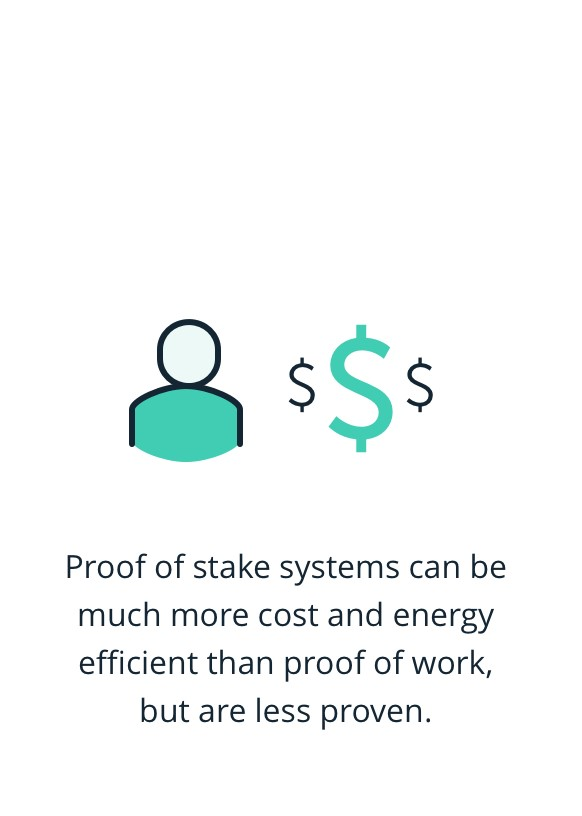 $ $ $
Proof of stake systems can be
much more cost and energy
efficient than proof of work,
but are less proven.